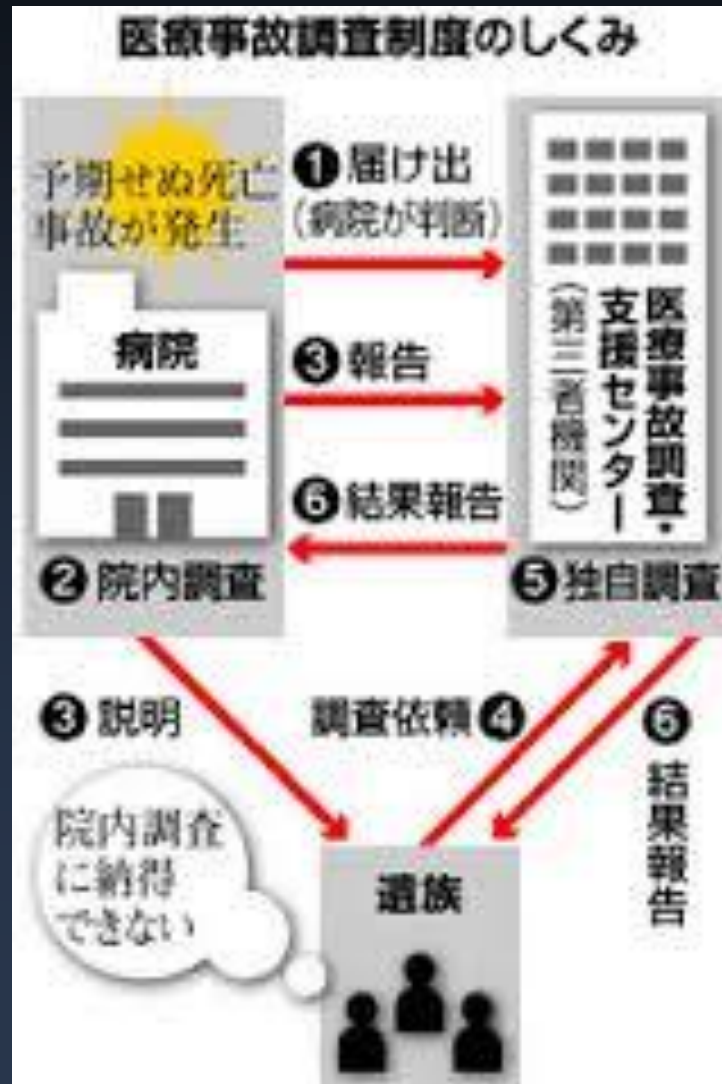 医療事故調査制度のしくみ
予期せぬ死亡
事故が発生
❶届け出
(病院が判断)
病院
❸報告
❻結果報告
医療事故調査・
支援センター
(第三者機関)
❷院内調査
❺独自調査
❸説明
調査依頼❹
❻結果報告
院内調査
に納得
できない
遺族